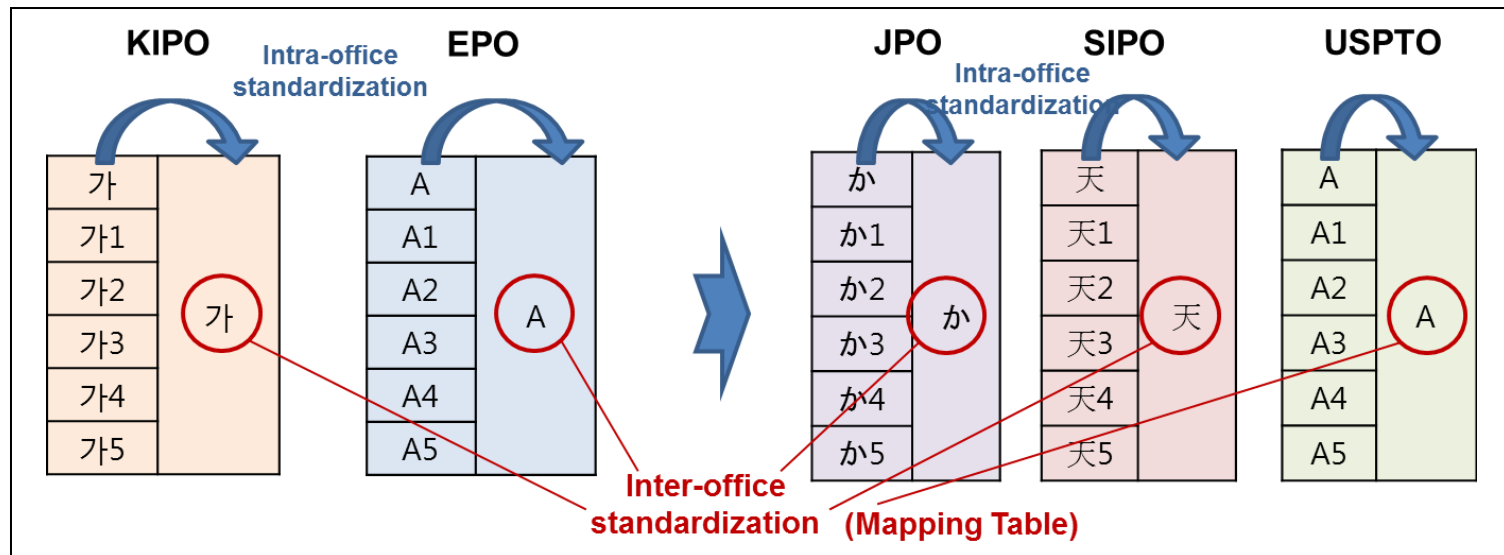 KIPO
EPO
JPO
SIPO
USPTO
Intra-office
standardization
Intra-office
standardization
가
가1
가2
가3
가4
가5
가
A
A1
A2
A3
A4
A5
A
か
か1
か2
か3
か4
か5
か
天
天1
天2
天3
天4
天5
天
A
A1
A2
A3
A4
A5
A
Inter-office
standardization (Mapping Table)